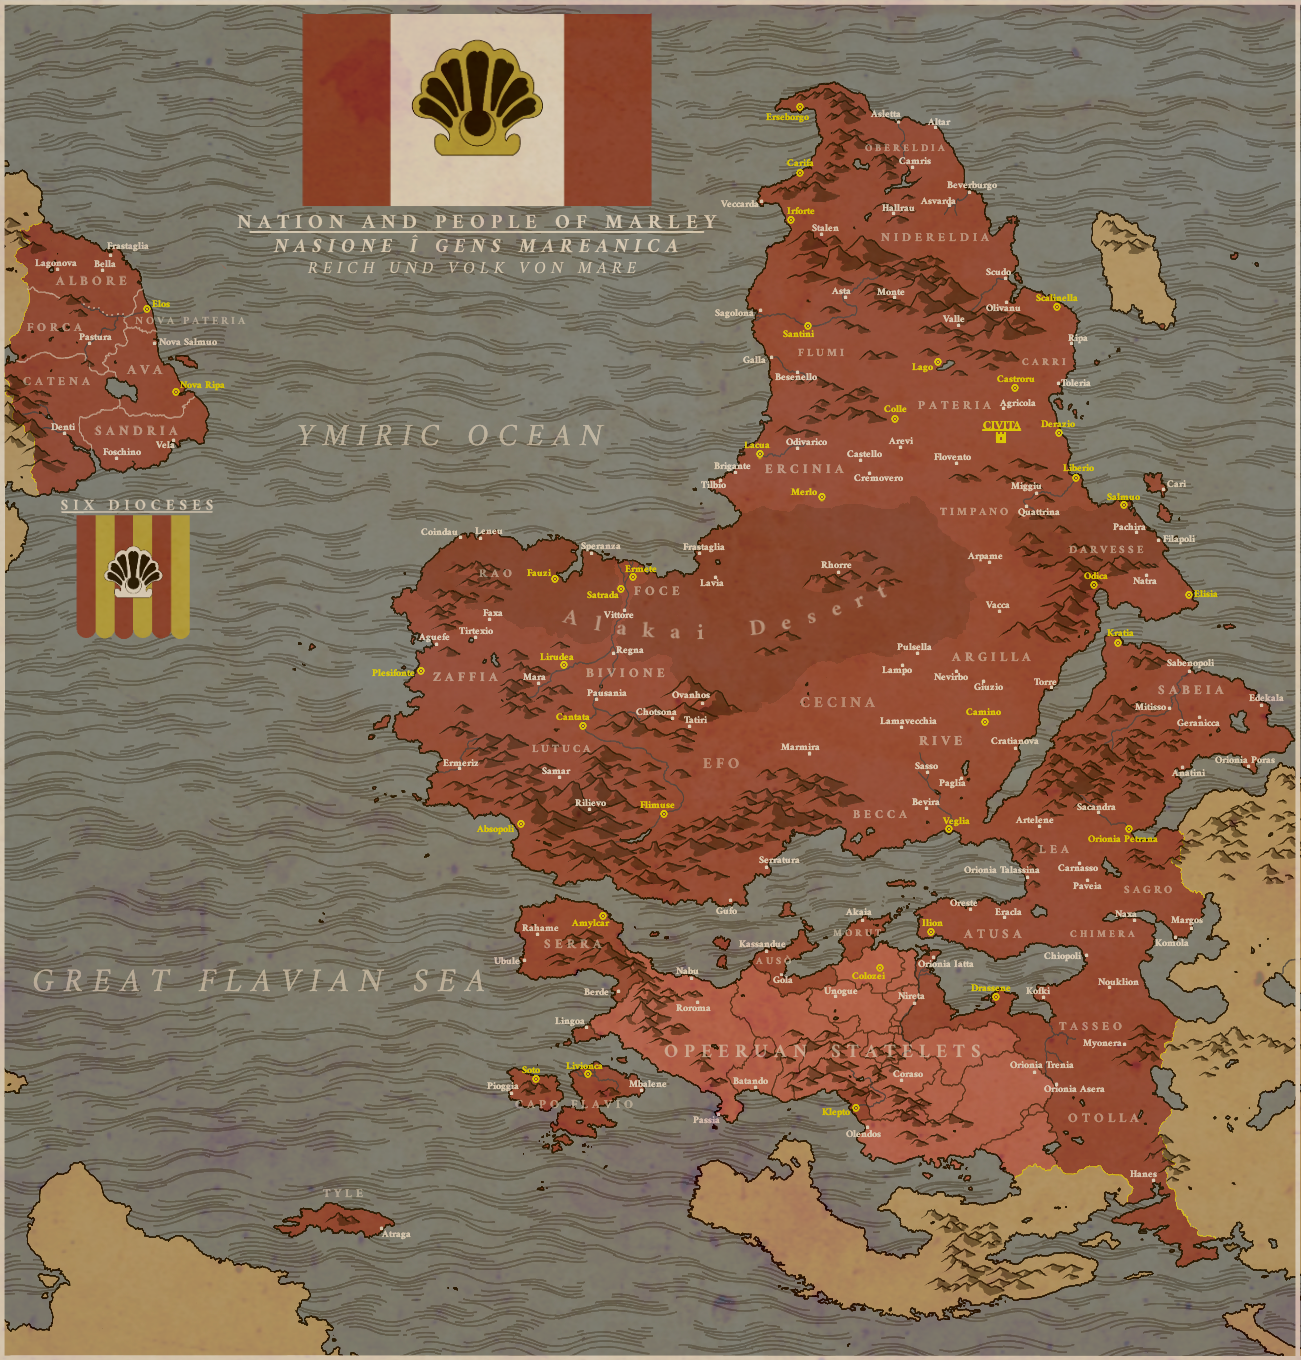 NATION AND PEOPLE OF MARLEY
NASIONE Î GENS MAREANICA
REICH UND VOLK VON MARE
Frastaglia
Lagonova
Bella
ALBORE
Elos
FORCA
NOVA PATERIA
Pastura
Nova Salmuo
AVA
CATENA
Nova Ripa
Denti
SANDRIA
Vela
Foschino
SIX DIOCESES
Erseborgo
Asletta
Altar
OBERELDIA
Camris
Carifa
Beverburgo
Veccarda
Asvarda
Irforte
Hallrau
Stalen
NIDERELDIA
Scudo
Asta
Monte
Scalinella
Olivanu
Sagolona
Valle
Santini
Ripa
FLUMI
Galla
Lago
CARRI
Besenello
Castroru
Toleria
PATERIA
Agricola
Colle
CIVITA
Derazio
YMIRIC OCEAN
Lacua
Odivarico
Arevi
Castello
Flovento
Brigante
ERCINIA
Liberio
Tilbio
Cremovero
Merlo
Miggiu
Cari
Salmuo
TIMPANO
Quattrina
Pachira
Coindau
Leneu
Filapoli
Speranza
Frastaglia
DARVESSE
Arpame
Rhorre
RAO
Fauzi
Ermete
Lavia
Odica
Natra
Satrada
FOCE
Elisia
Alakai Desert
Faxa
Vittore
Vacca
Tirtexio
Aguefe
Kratia
Regna
Pulsella
Lirudea
ARGILLA
Sabenopoli
Plesifonte
ZAFFIA
Mara
BIVIONE
Lampo
Nevirbo
Giuzio
Torre
SABEIA
Pausania
Ovanhos
CECINA
Edekala
Mitisso
Chotsona
Tatiri
Camino
Geranicca
Cantata
Lamavecchia
LUTUCA
Marmira
RIVE
Cratianova
Ermeriz
EFO
Samar
Sasso
Orionia Poras
Anatini
Paglia
Rilievo
Flimuse
Bevira
Sacandra
BECCA
Veglia
Artelene
Absopoli
Orionia Petrana
LEA
Serratura
Orionia Talassina
Carnasso
Paveia
SAGRO
Gufo
Akaia
Oreste
Eracla
Naxa
Amylcar
Ilion
Margos
Rahame
MORUT
ATUSA
CHIMERA
SERRA
Kassandue
Komola
Ubule
AUSO
Orionia Iatta
Chiopoli
Nabu
Goia
Colozei
GREAT FLAVIAN SEA
Berde
Unogue
Nireta
Drassene
Kofki
Nouklion
Roroma
Lingoa
TASSEO
Myonera
OPEERUAN STATELETS
Soto
Livionca
Orionia Trenia
Pioggia
Mbalene
Batando
Coraso
Orionia Asera
CAPO FLAVIO
Klepto
Passia
OTOLLA
Olendos
Hanes
TYLE
Atraga